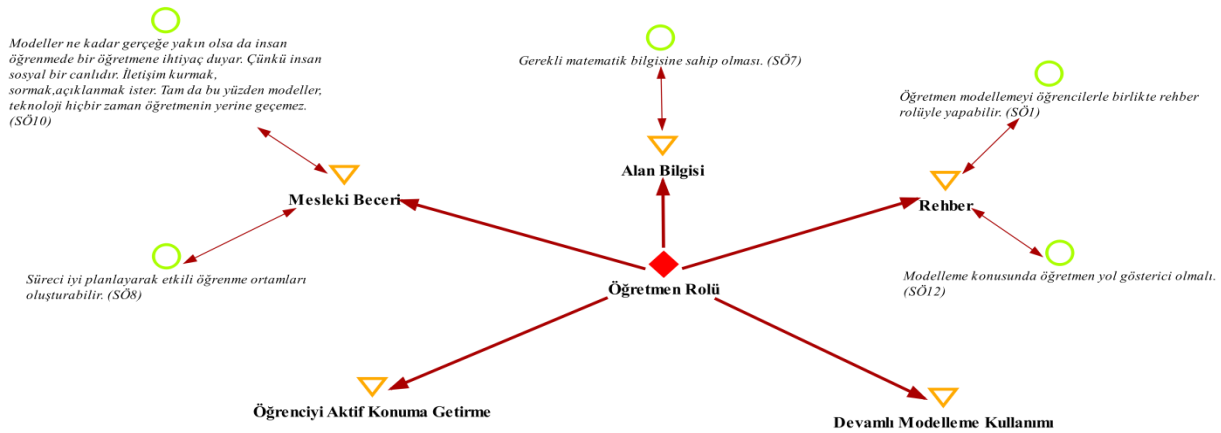 Modeller ne kadar gerçeğe yakın olsa da insan
öğrenmede bir öğretmene ihtiyaç duyar. Çünkü insan
sosyal bir canlıdır. İletişim kurmak,
sormak,açıklanmak ister. Tam da bu yüzden modeller,
teknoloji hiçbir zaman öğretmenin yerine geçemez.
(SÖ10)
Gerekli matematik bilgisine sahip olması. (SÖ7)
Öğretmen modellemeyi öğrencilerle birlikte rehber
rolüyle yapabilir. (SÖ1)
Mesleki Beceri
Alan Bilgisi
Rehber
Süreci iyi planlayarak etkili öğrenme ortamları
oluşturabilir. (SÖ8)
Öğretmen Rolü
Modelleme konusunda öğretmen yol gösterici olmalı.
(SÖ12)
Öğrenciyi Aktif Konuma Getirme
Devamlı Modelleme Kullanımı